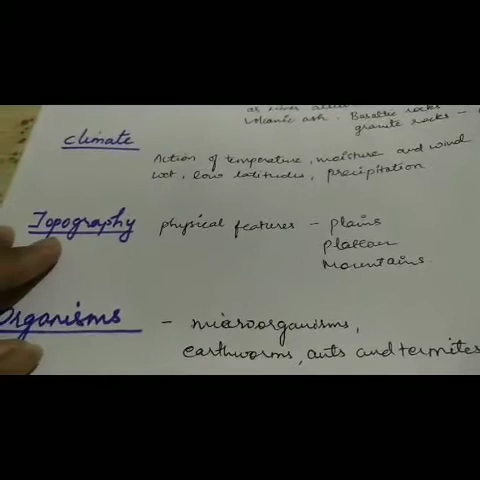 Volcanic ash. Basaltic rocks
granite rocks -
Climate
Action of temperature, moisture and wind
low latitudes, precipitation
Topography physical features - plains
plateau
Mountains.
Organisms - microorganisms,
earthworms, ants and termites